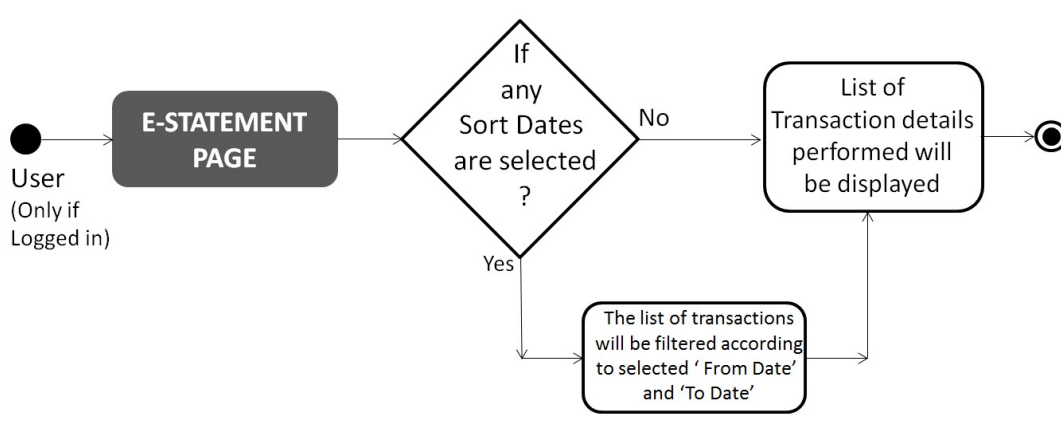 User
(Only if
Logged in)
E-STATEMENT
PAGE
If
any
Sort Dates
are selected
?
No
Yes
List of
Transaction details
performed will
be displayed
The list of transactions
will be filtered according
to selected ‘ From Date’
and ‘To Date’